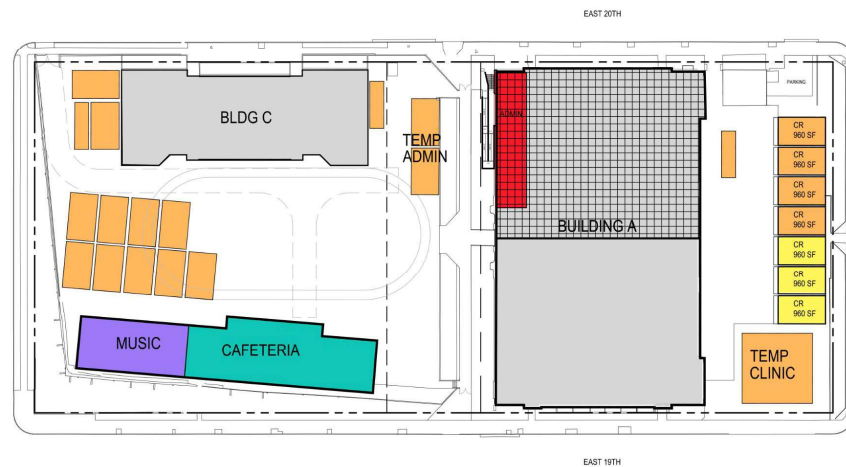 EAST 20TH
PARKING
BLDG C
ADMIN
TEMP
ADMIN
CR
960 SF
CR
960 SF
CR
960 SF
CR
960 SF
BUILDING A
CR
960 SF
CR
960 SF
CR
960 SF
MUSIC
CAFETERIA
TEMP
CLINIC
EAST 19TH